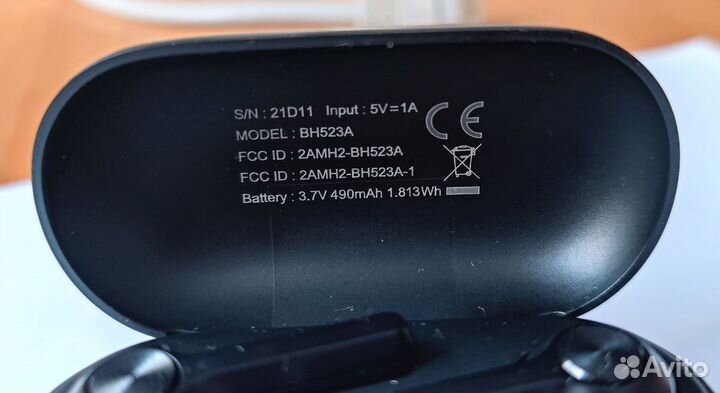 S/N : 21D11 Input : 5V=1A
MODEL : BH523A
FCC ID : 2AMH2-BH523A
FCC ID : 2AMH2-BH523A-1
Battery : 3.7V 490mAh 1.813Wh
CE
Avito